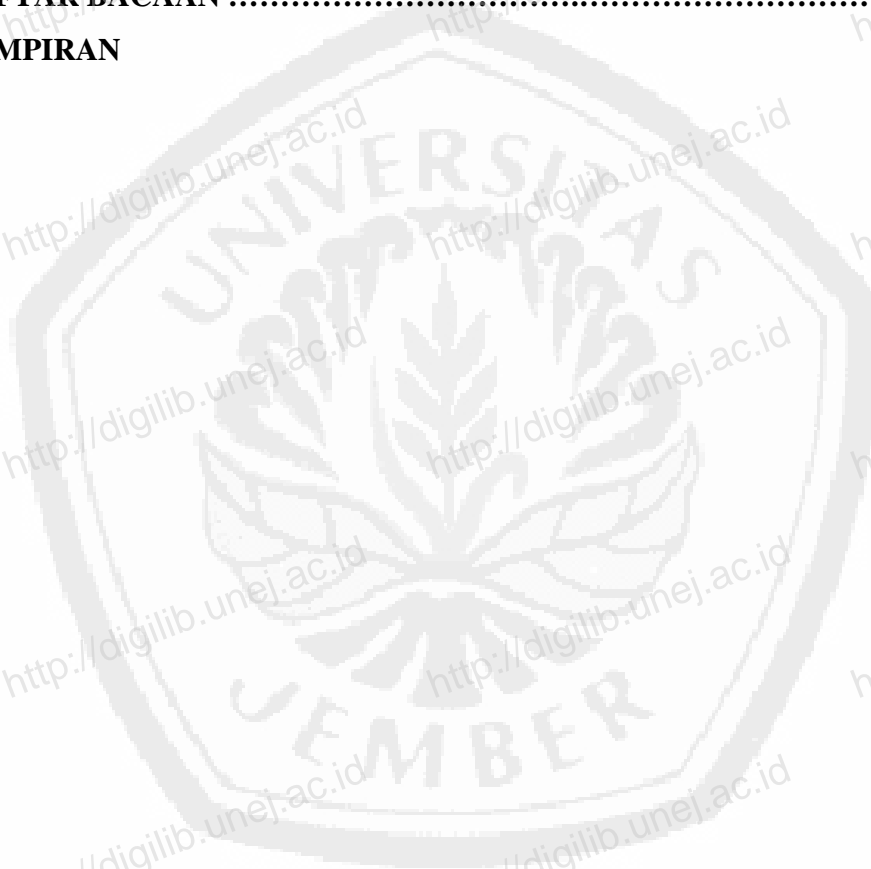 FTAR BACAAN ........................................................................
MPIRAN
http://digilib.unej.ac.id
http://digilib.unej.ac.id
UNIVERSITAS
http://digilib.unej.ac.id
http://digilib.unej.ac.id
http://digilib.unej.ac.id
http://digilib.unej.ac.id
JEMBER
http://digilib.unej.ac.id
http://digilib.unej.ac.id